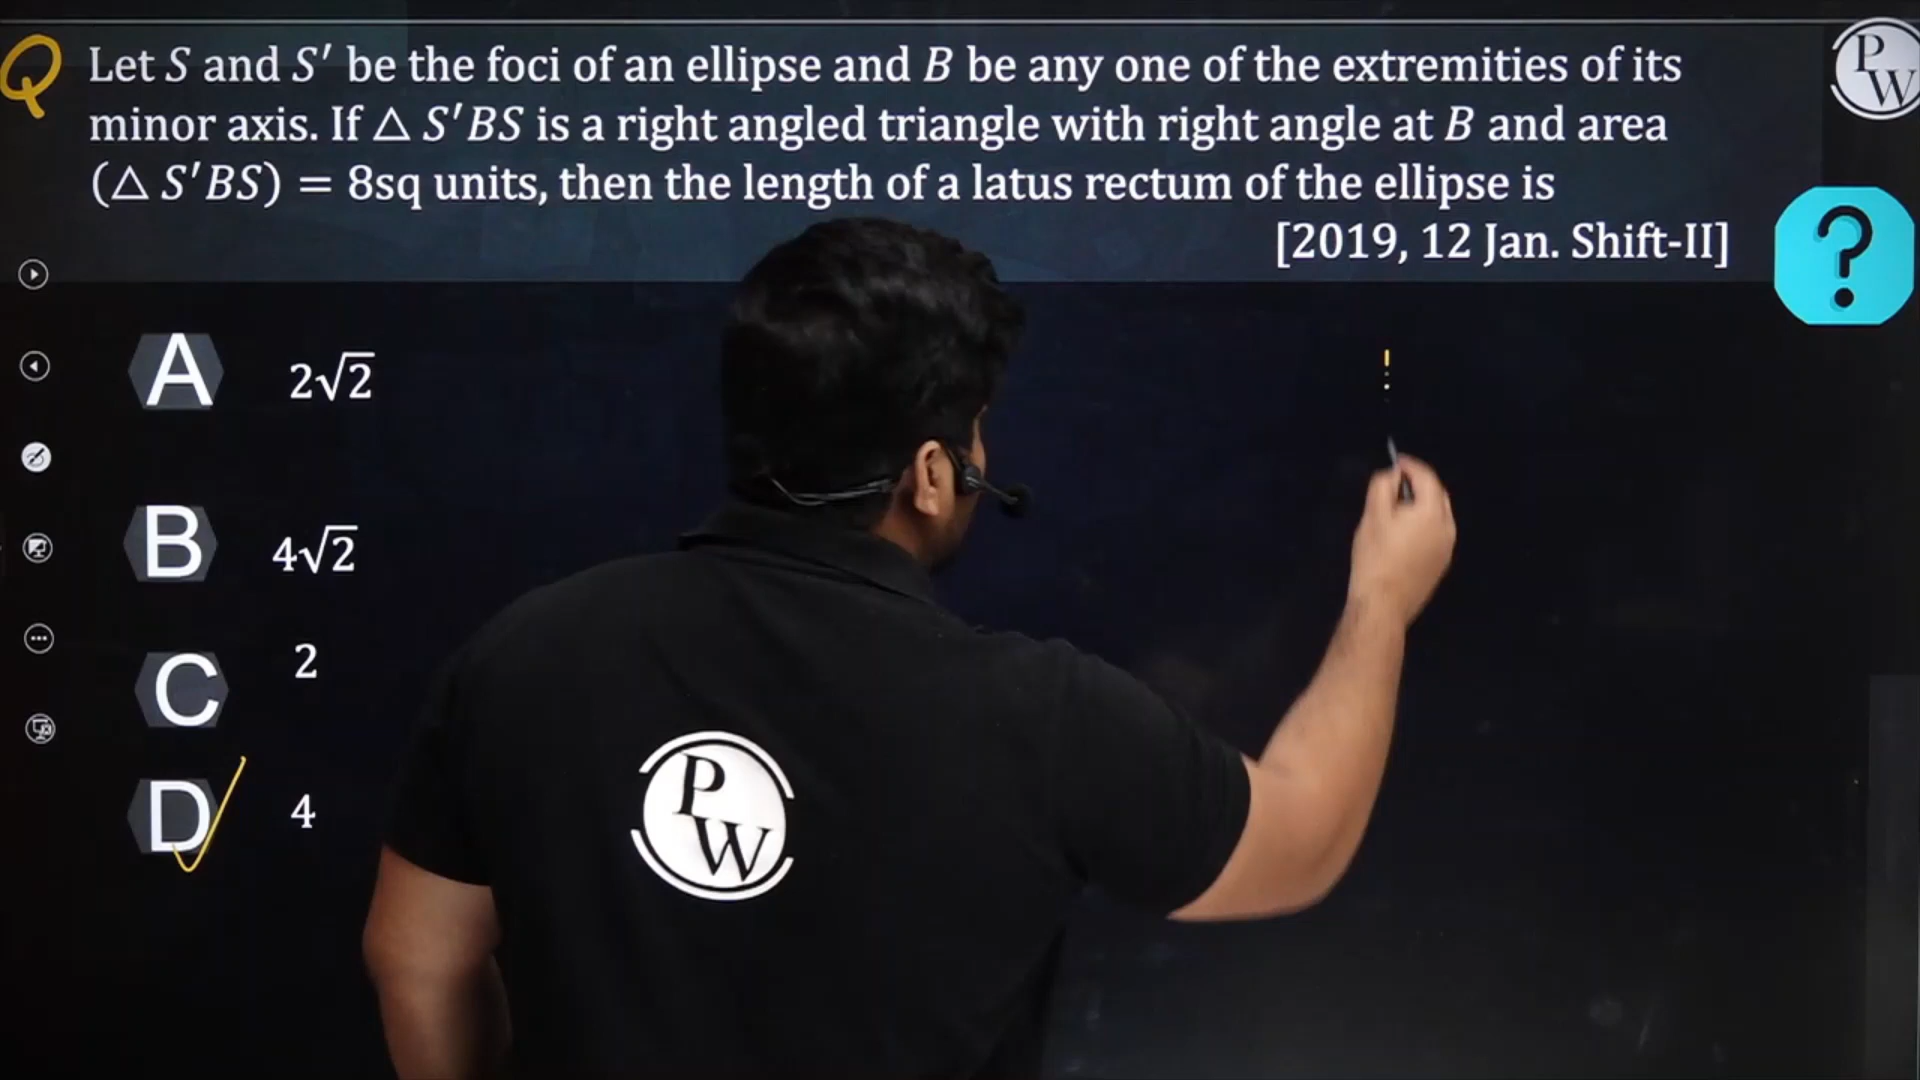 Q Let S and S′ be the foci of an ellipse and B be any one of the extremities of its
minor axis. If △ S′BS is a right angled triangle with right angle at B and area
(△ S′BS) = 8sq units, then the length of a latus rectum of the ellipse is
[2019, 12 Jan. Shift-II]
PW
?
A 2√2
B 4√2
C 2
D 4
PW